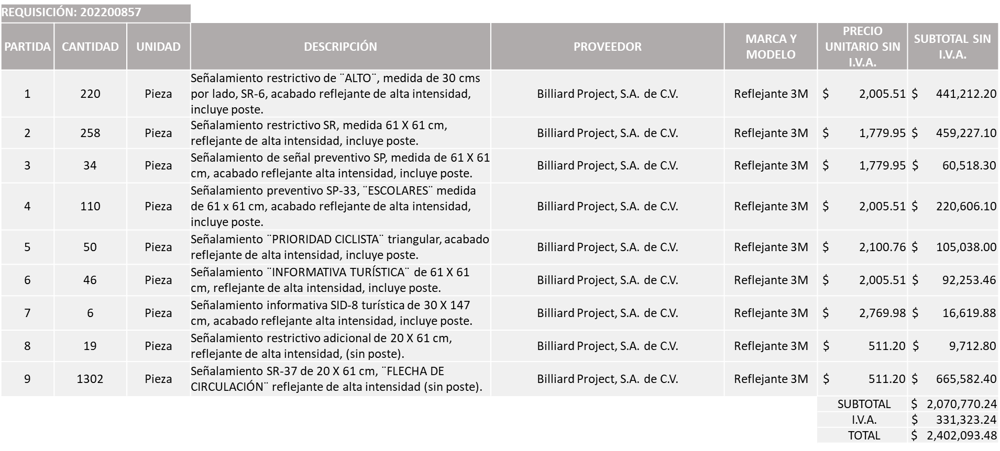 REQUISICIÓN: 202200857
PARTIDA CANTIDAD UNIDAD DESCRIPCIÓN PROVEEDOR MARCA Y MODELO PRECIO UNITARIO SIN I.V.A. SUBTOTAL SIN I.V.A.
1 220 Pieza Señalamiento restrictivo de ¨ALTO¨, medida de 30 cms
por lado, SR-6, acabado reflejante de alta intensidad,
incluye poste. Billiard Project, S.A. de C.V. Reflejante 3M $ 2,005.51 $ 441,212.20
2 258 Pieza Señalamiento restrictivo SR, medida 61 X 61 cm,
reflejante de alta intensidad, incluye poste. Billiard Project, S.A. de C.V. Reflejante 3M $ 1,779.95 $ 459,227.10
3 34 Pieza Señalamiento de señal preventivo SP, medida de 61 X 61
cm, acabado reflejante alta intensidad, incluye poste. Billiard Project, S.A. de C.V. Reflejante 3M $ 1,779.95 $ 60,518.30
4 110 Pieza Señalamiento preventivo SP-33, ¨ESCOLARES¨ medida
de 61 x 61 cm, acabado reflejante de alta intensidad,
incluye poste. Billiard Project, S.A. de C.V. Reflejante 3M $ 2,005.51 $ 220,606.10
5 50 Pieza Señalamiento ¨PRIORIDAD CICLISTA¨ triangular, acabado
reflejante de alta intensidad, incluye poste. Billiard Project, S.A. de C.V. Reflejante 3M $ 2,100.76 $ 105,038.00
6 46 Pieza Señalamiento ¨INFORMATIVA TURÍSTICA¨ de 61 X 61
cm, reflejante de alta intensidad, incluye poste. Billiard Project, S.A. de C.V. Reflejante 3M $ 2,005.51 $ 92,253.46
7 6 Pieza Señalamiento informativa SID-8 turística de 30 X 147
cm, acabado reflejante alta intensidad, incluye poste. Billiard Project, S.A. de C.V. Reflejante 3M $ 2,769.98 $ 16,619.88
8 19 Pieza Señalamiento restrictivo adicional de 20 X 61 cm,
reflejante de alta intensidad, (sin poste). Billiard Project, S.A. de C.V. Reflejante 3M $ 511.20 $ 9,712.80
9 1302 Pieza Señalamiento SR-37 de 20 X 61 cm, ¨FLECHA DE
CIRCULACIÓN¨ reflejante de alta intensidad (sin poste). Billiard Project, S.A. de C.V. Reflejante 3M $ 511.20 $ 665,582.40
SUBTOTAL $ 2,070,770.24
I.V.A. $ 331,323.24
TOTAL $ 2,402,093.48